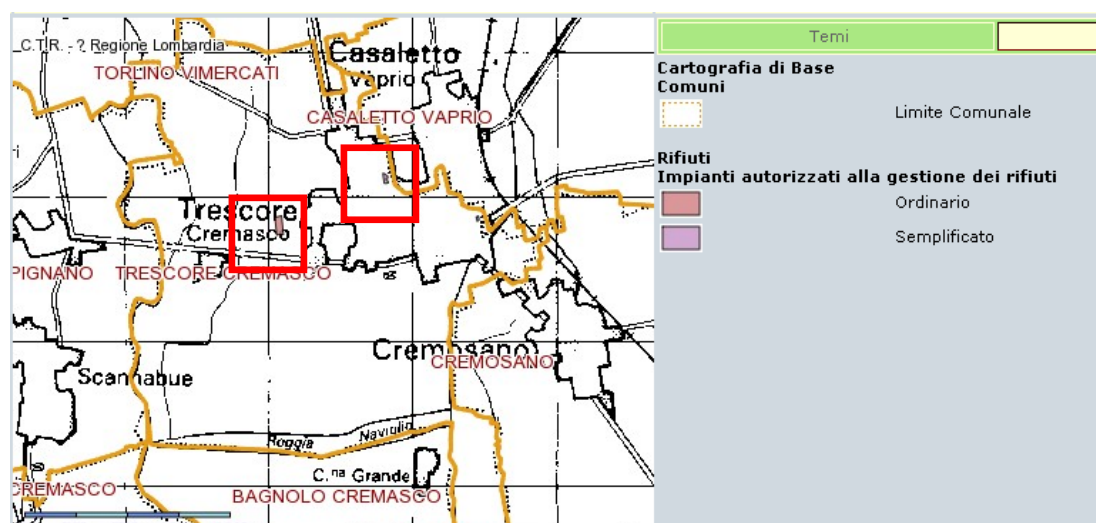 C.T.R. - ? Regione Lombardia
Casaletto
Vaprio
TORLINO VIMERCATI
CASALETTO VAPRIO
Trescore
Cremasco
PIGNANO
TRESCORE CREMASCO
Cremosano
CREMOSANO
Scannabue
Roggia Naviglio
C.na Grande
CREMASCO
BAGNOLO CREMASCO
Temi
Cartografia di Base
Comuni
Limite Comunale
Rifiuti
Impianti autorizzati alla gestione dei rifiuti
Ordinario
Semplificato